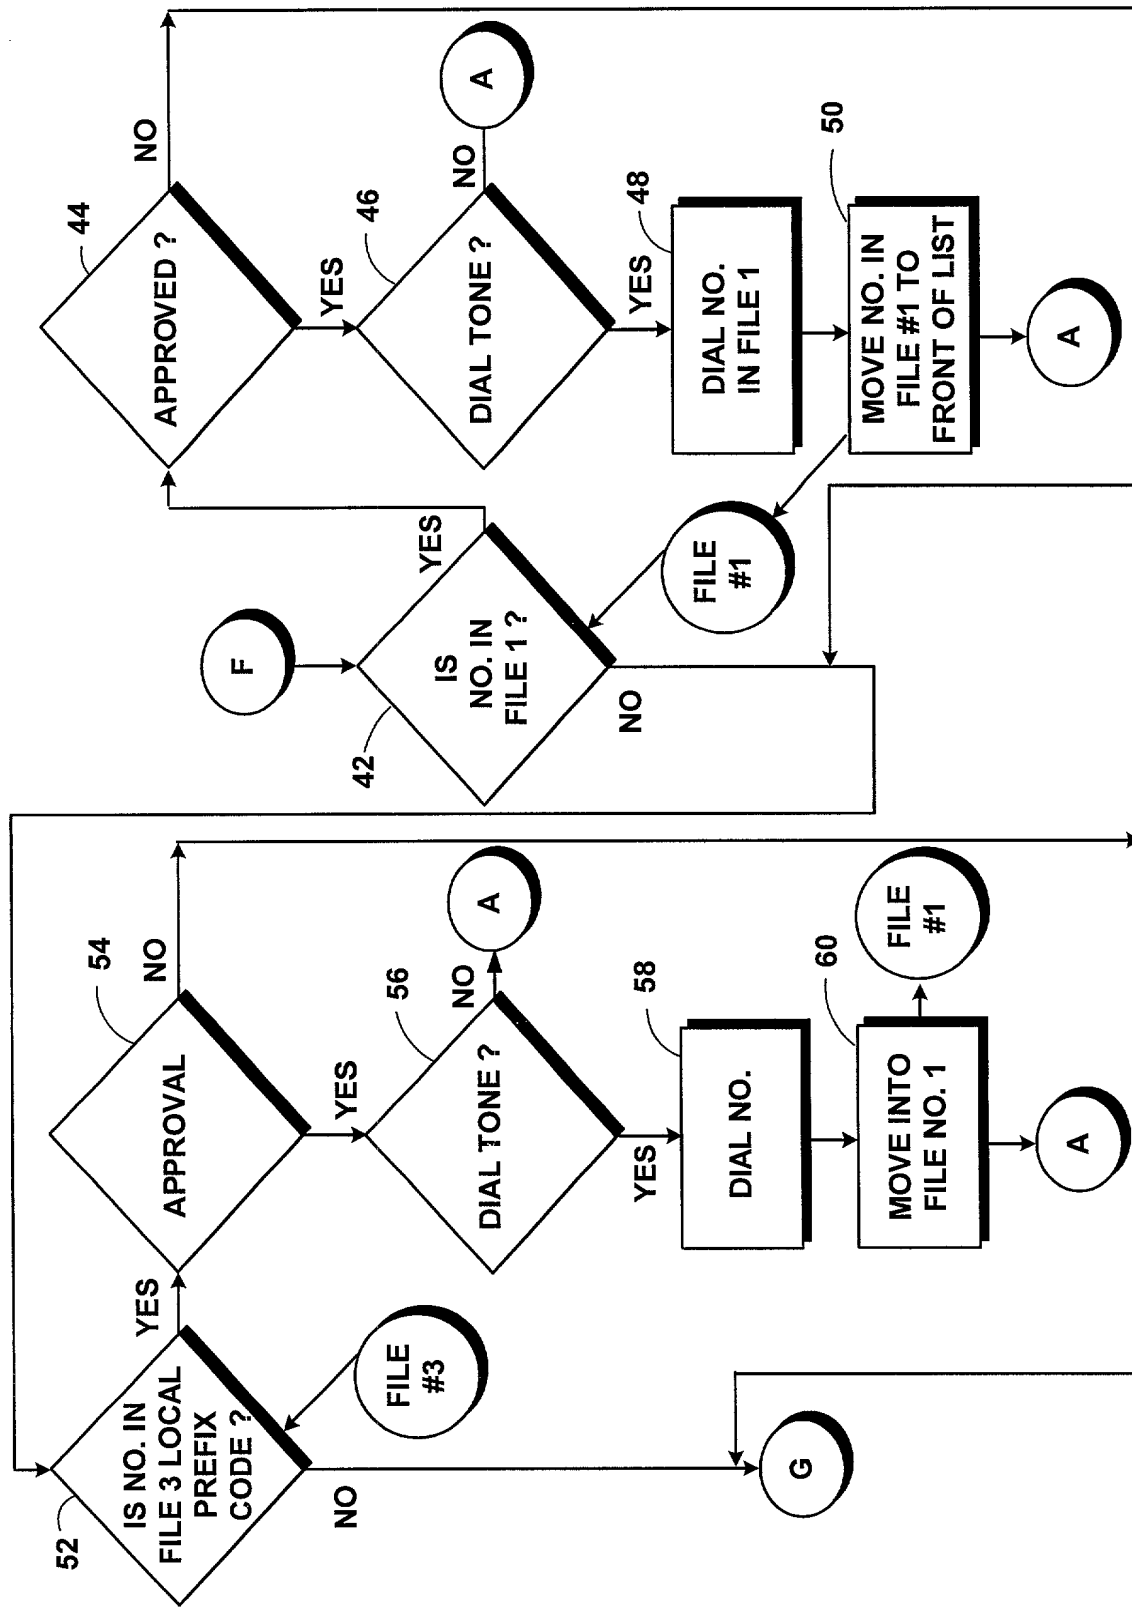 F
42
IS
NO. IN
FILE 1 ?
YES
NO
FILE
#1
44
APPROVED ?
NO
YES
46
DIAL TONE ?
NO
A
YES
48
DIAL NO.
IN FILE 1
50
MOVE NO. IN
FILE #1 TO
FRONT OF LIST
A
52
IS NO. IN
FILE 3 LOCAL
PREFIX
CODE ?
YES
NO
FILE
#3
G
54
APPROVAL
NO
YES
56
DIAL TONE ?
NO
A
YES
58
DIAL NO.
60
MOVE INTO
FILE NO. 1
FILE
#1
A